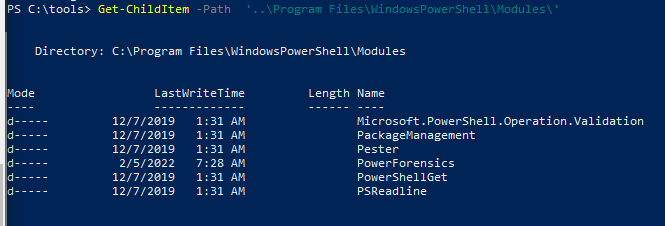 PS C:\tools> Get-ChildItem -Path '..\Program Files\WindowsPowerShell\Modules\'
Directory: C:\Program Files\WindowsPowerShell\Modules
Mode LastWriteTime Length Name
---- ------------- ------ ----
d----- 12/7/2019 1:31 AM Microsoft.PowerShell.Operation.Validation
d----- 12/7/2019 1:31 AM PackageManagement
d----- 12/7/2019 1:31 AM Pester
d----- 2/5/2022 7:28 AM PowerForensics
d----- 12/7/2019 1:31 AM PowerShellGet
d----- 12/7/2019 1:31 AM PSReadline